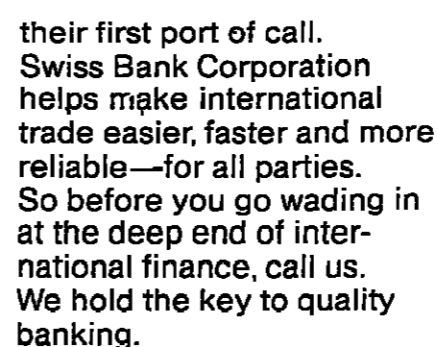 their first port of call.
Swiss Bank Corporation
helps make international
trade easier, faster and more
reliable—for all parties.
So before you go wading in
at the deep end of inter-
national finance, call us.
We hold the key to quality
banking.